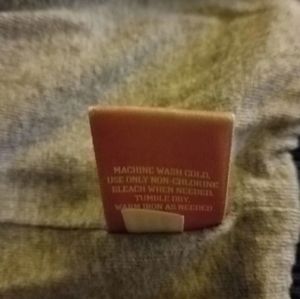 MACHINE WASH COLD,
USE ONLY NON-CHLORINE
BLEACH WHEN NEEDED.
TUMBLE DRY.
WARM IRON AS NEEDED